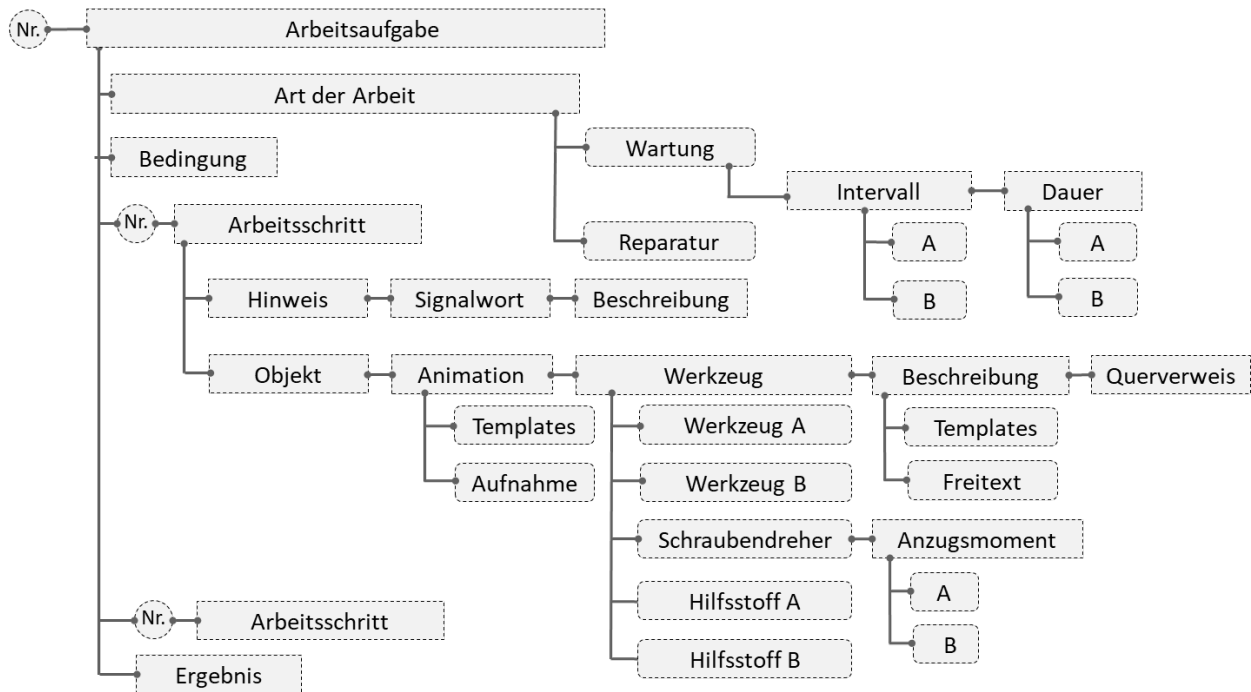 Nr.
Arbeitsaufgabe
Art der Arbeit
Wartung
Bedingung
Intervall
Dauer
Nr.
Arbeitsschritt
Reparatur
A
A
Hinweis
Signalwort
Beschreibung
B
B
Objekt
Animation
Werkzeug
Beschreibung
Querverweis
Templates
Werkzeug A
Templates
Aufnahme
Werkzeug B
Freitext
Schraubendreher
Anzugsmoment
A
Hilfsstoff A
Nr.
Arbeitsschritt
B
Hilfsstoff B
Ergebnis